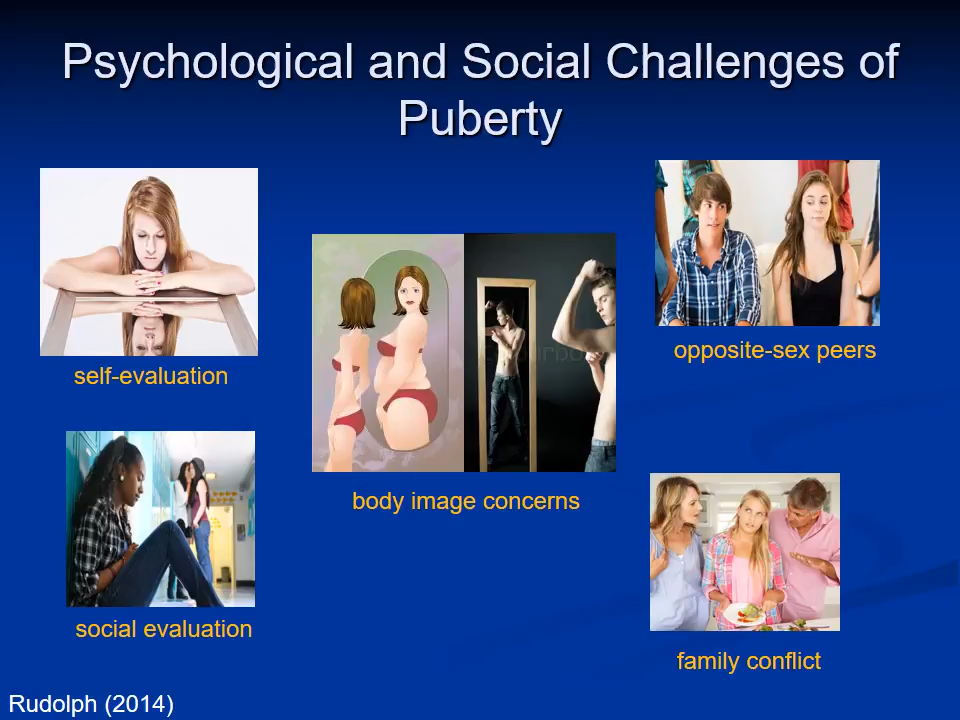 Psychological and Social Challenges of
Puberty
self-evaluation
opposite-sex peers
body image concerns
social evaluation
family conflict
Rudolph (2014)